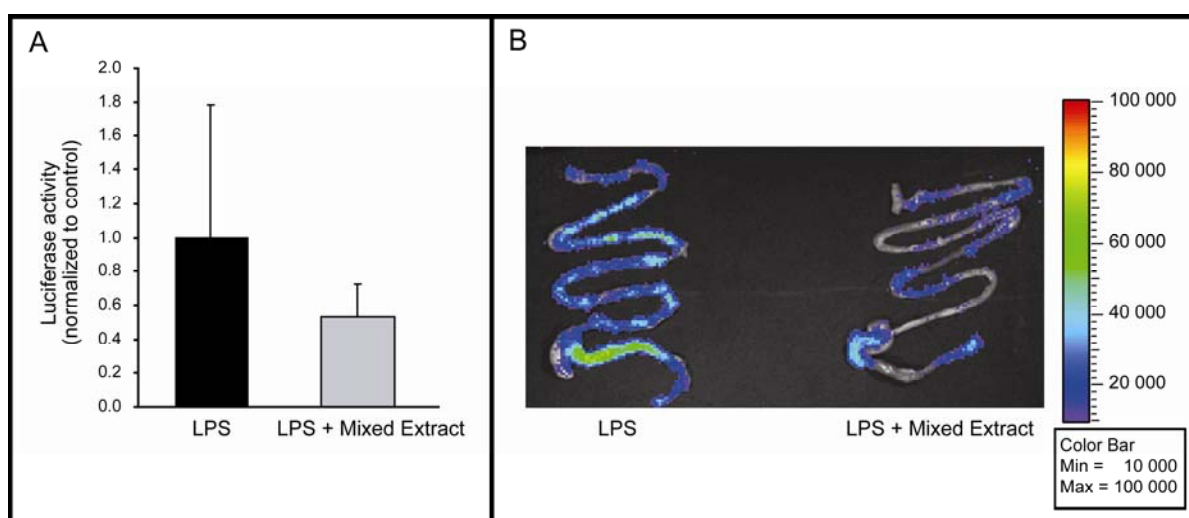 A
Luciferase activity
(normalized to control)
2.0
1.8
1.6
1.4
1.2
1.0
0.8
0.6
0.4
0.2
0.0
LPS
LPS + Mixed Extract
B
LPS
LPS + Mixed Extract
100 000
80 000
60 000
40 000
20 000
Color Bar
Min = 10 000
Max = 100 000